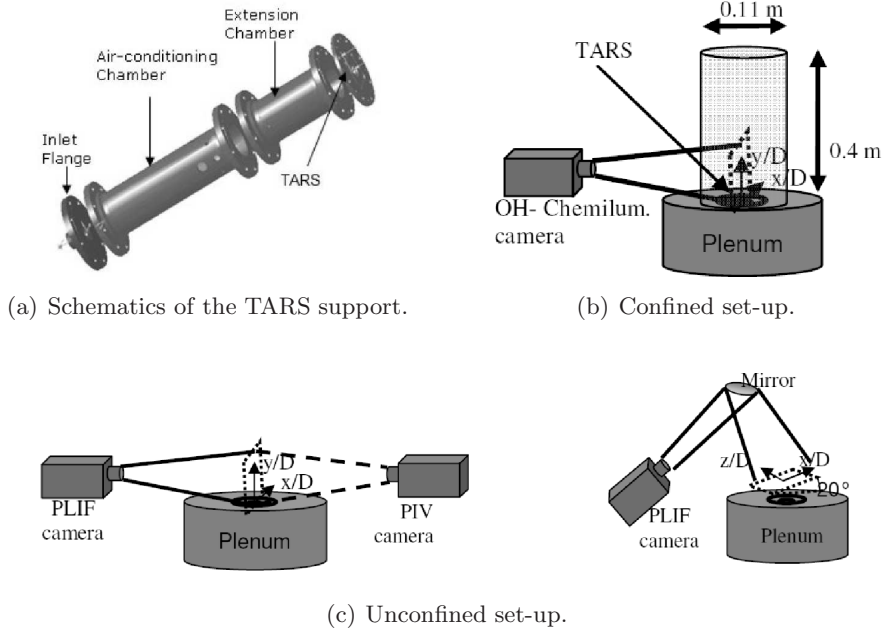 Extension
Chamber
Air-conditioning
Chamber
Inlet
Flange
TARS
(a) Schematics of the TARS support.
0.11 m
TARS
0.4 m
y/D
x/D
OH- Chemilum.
camera
Plenum
(b) Confined set-up.
y/D
x/D
PLIF
camera
PIV
camera
Plenum
Mirror
z/D
x/D
20°
PLIF
camera
Plenum
(c) Unconfined set-up.